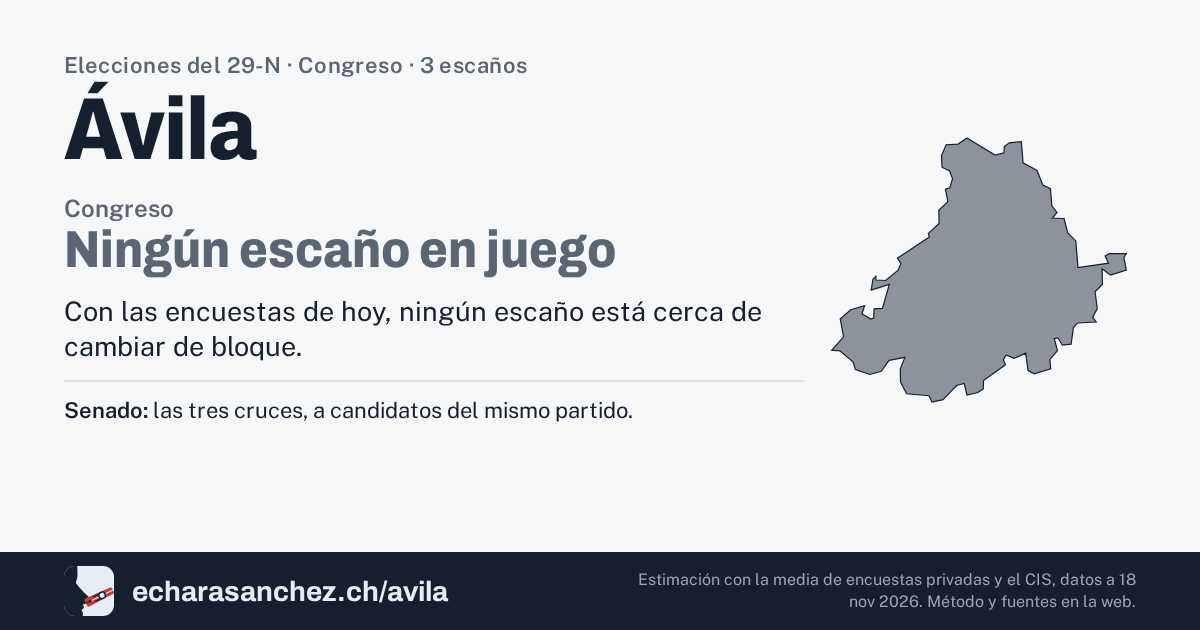 Elecciones del 29-N · Congreso · 3 escaños
Ávila
Congreso
Ningún escaño en juego
Con las encuestas de hoy, ningún escaño está cerca de
cambiar de bloque.
Senado: las tres cruces, a candidatos del mismo partido.
echarasanchez.ch/avila
Estimación con la media de encuestas privadas y el CIS, datos a 18
nov 2026. Método y fuentes en la web.